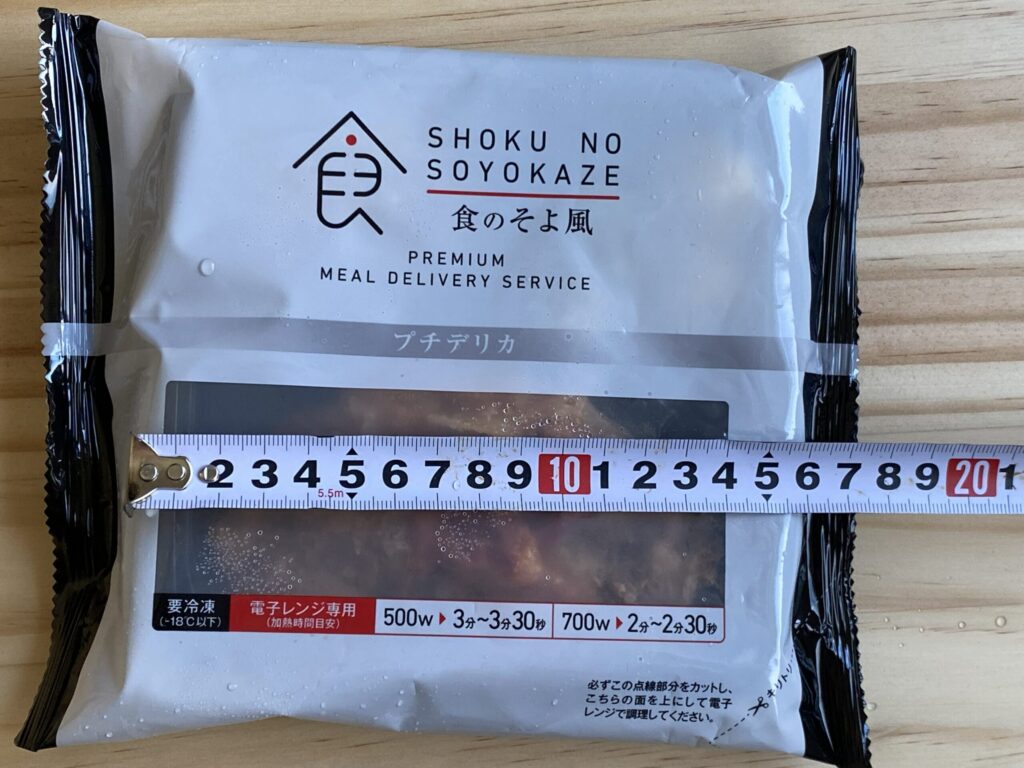 食
SHOKU NO
SOYOKAZE
食のそよ風
PREMIUM
MEAL DELIVERY SERVICE
プチデリカ
2 3 4 5 6 7 8 9 10 1 2 3 4 5 6 7 8 9 20 1
5.5m
要冷凍
(-18℃以下)
電子レンジ専用
(加熱時間目安)
500W ▶ 3分~3分30秒
700W ▶ 2分~2分30秒
必ずこの点線部分をカットし、
こちらの面を上にして電子
レンジで調理してください。
キリトリ